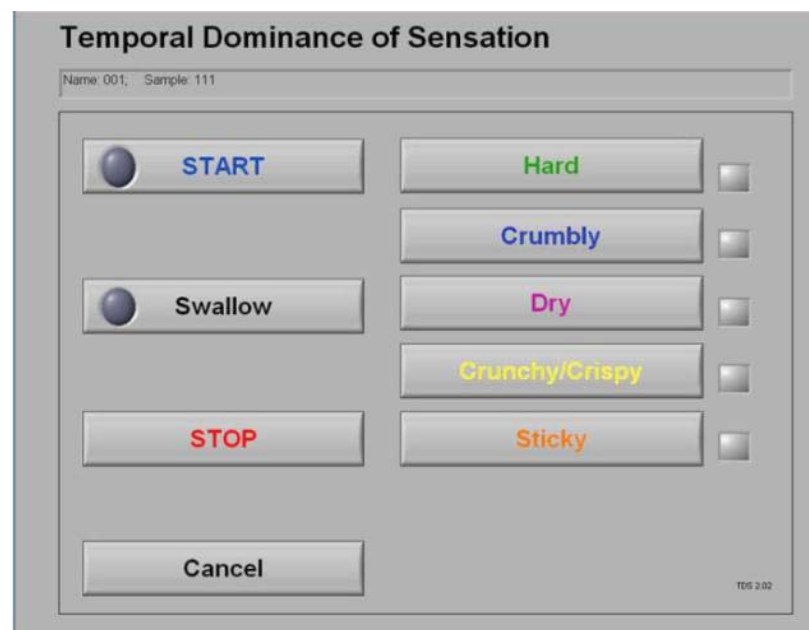 Temporal Dominance of Sensation
Name: 001; Sample: 111
START
Swallow
STOP
Cancel
Hard
Crumbly
Dry
Crunchy/Crispy
Sticky
TDS 2.02